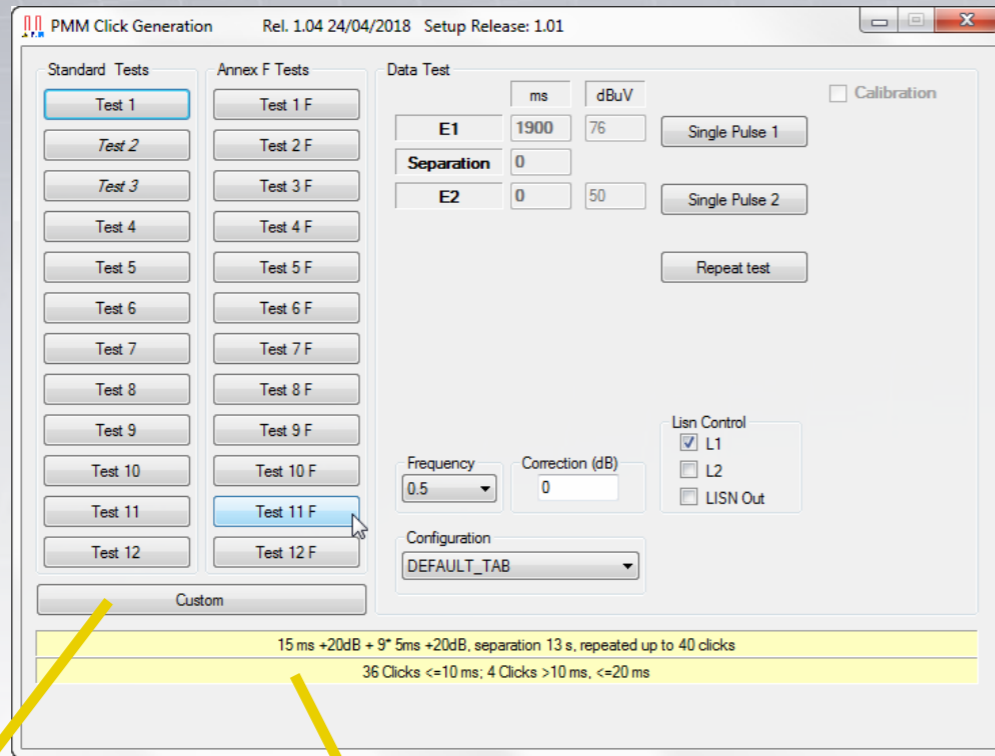 PMM Click Generation Rel. 1.04 24/04/2018 Setup Release: 1.01
Standard Tests
Test 1
Test 2
Test 3
Test 4
Test 5
Test 6
Test 7
Test 8
Test 9
Test 10
Test 11
Test 12
Annex F Tests
Test 1 F
Test 2 F
Test 3 F
Test 4 F
Test 5 F
Test 6 F
Test 7 F
Test 8 F
Test 9 F
Test 10 F
Test 11 F
Test 12 F
Custom
Data Test
ms dBuV
Calibration
E1 1900 76 Single Pulse 1
Separation 0
E2 0 50 Single Pulse 2
Repeat test
Lisn Control
L1
L2
LISN Out
Frequency
0.5
Correction (dB)
0
Configuration
DEFAULT_TAB
15 ms +20dB + 9* 5ms +20dB, separation 13 s, repeated up to 40 clicks
36 Clicks <=10 ms; 4 Clicks >10 ms, <=20 ms